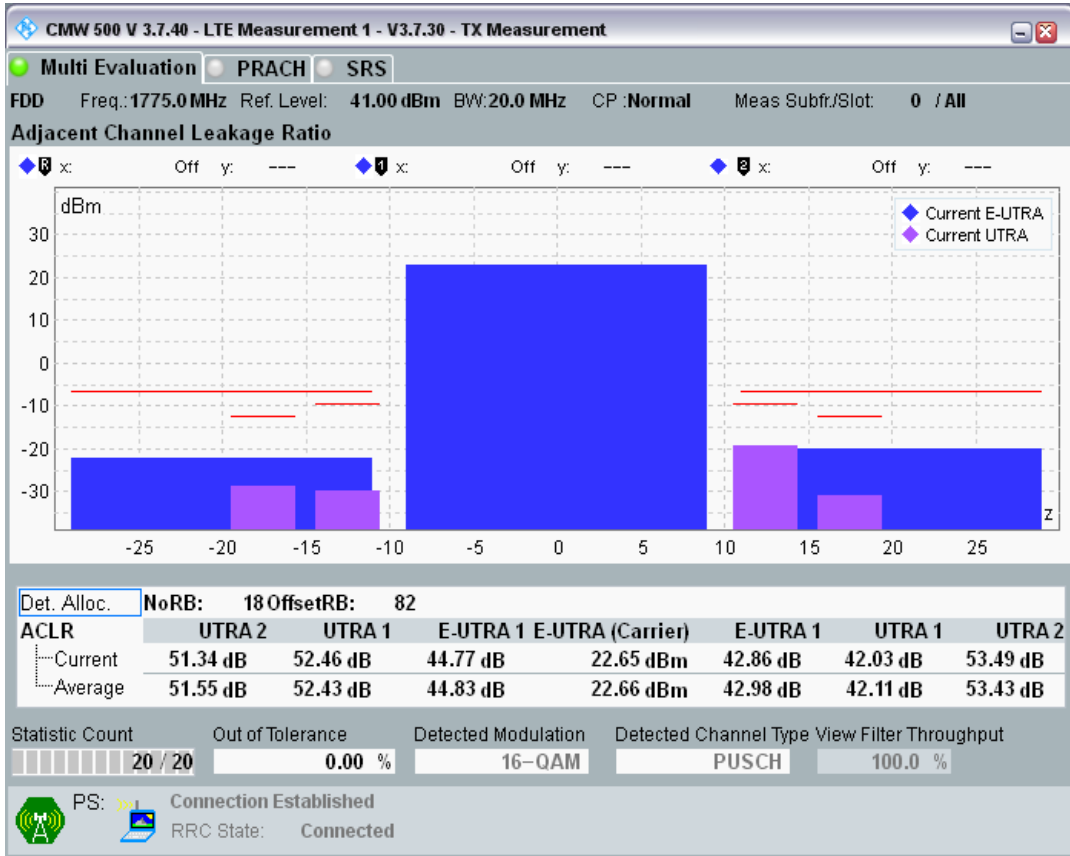 CMW 500 V 3.7.40 - LTE Measurement 1 - V3.7.30 - TX Measurement
Multi Evaluation PRACH SRS
FDD Freq.:1775.0 MHz Ref. Level: 41.00 dBm BW:20.0 MHz CP :Normal Meas Subfr./Slot: 0 / All
Adjacent Channel Leakage Ratio
R x: Off y: --- 1 x: Off y: --- 2 x: Off y: ---
dBm
Current E-UTRA
Current UTRA
30
20
10
0
-10
-20
-30
z
-25 -20 -15 -10 -5 0 5 10 15 20 25
Det. Alloc. NoRB: 18 OffsetRB: 82
ACLR UTRA 2 UTRA 1 E-UTRA 1 E-UTRA (Carrier) E-UTRA 1 UTRA 1 UTRA 2
Current 51.34 dB 52.46 dB 44.77 dB 22.65 dBm 42.86 dB 42.03 dB 53.49 dB
Average 51.55 dB 52.43 dB 44.83 dB 22.66 dBm 42.98 dB 42.11 dB 53.43 dB
Statistic Count Out of Tolerance Detected Modulation Detected Channel Type View Filter Throughput
20 / 20 0.00 % 16-QAM PUSCH 100.0 %
PS: Connection Established
RRC State: Connected